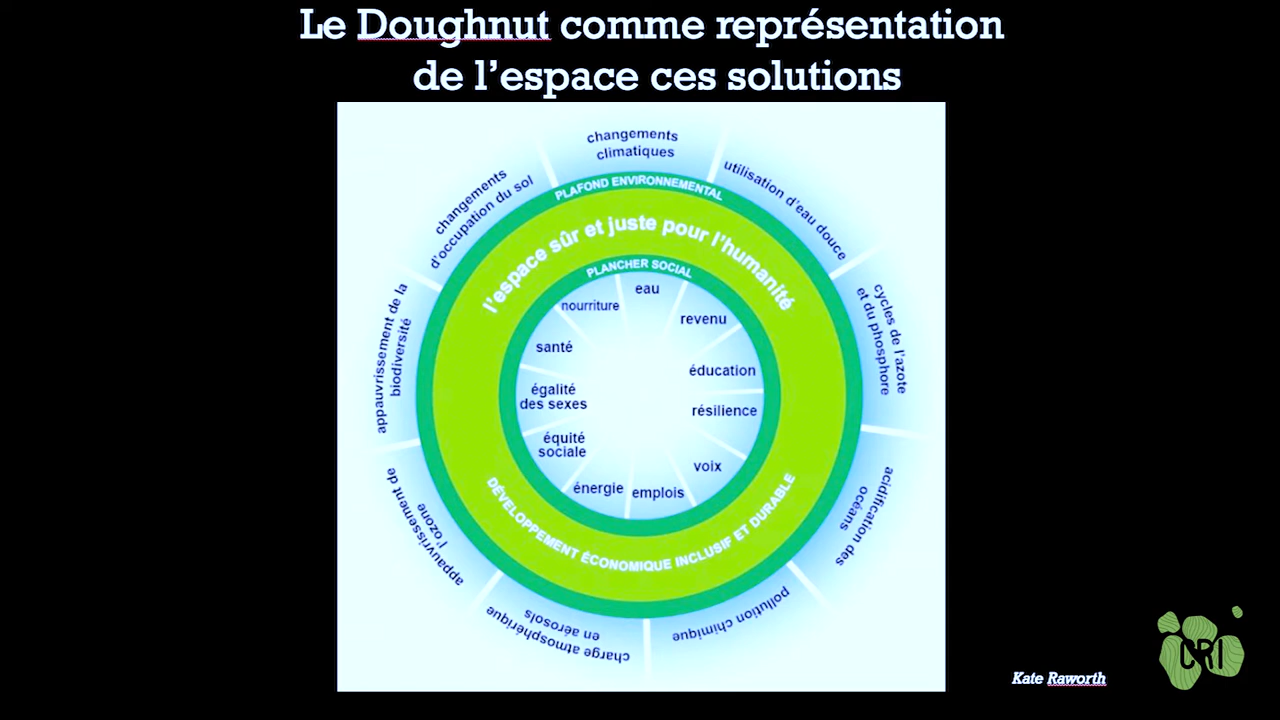 Le Doughnut comme représentation
de l'espace ces solutions
changements
climatiques
utilisation d'eau douce
cycles de l'azote
et du phosphore
acidification des
océans
pollution chimique
charge atmosphérique
en aérosols
appauvrissement de
l'ozone
appauvrissement de la
biodiversité
changements
d'occupation du sol
PLAFOND ENVIRONNEMENTAL
l'espace sûr et juste pour l'humanité
PLANCHER SOCIAL
eau
revenu
éducation
résilience
voix
emplois
énergie
équité
sociale
égalité
des sexes
santé
nourriture
DÉVELOPPEMENT ÉCONOMIQUE INCLUSIF ET DURABLE
Kate Raworth
CRI